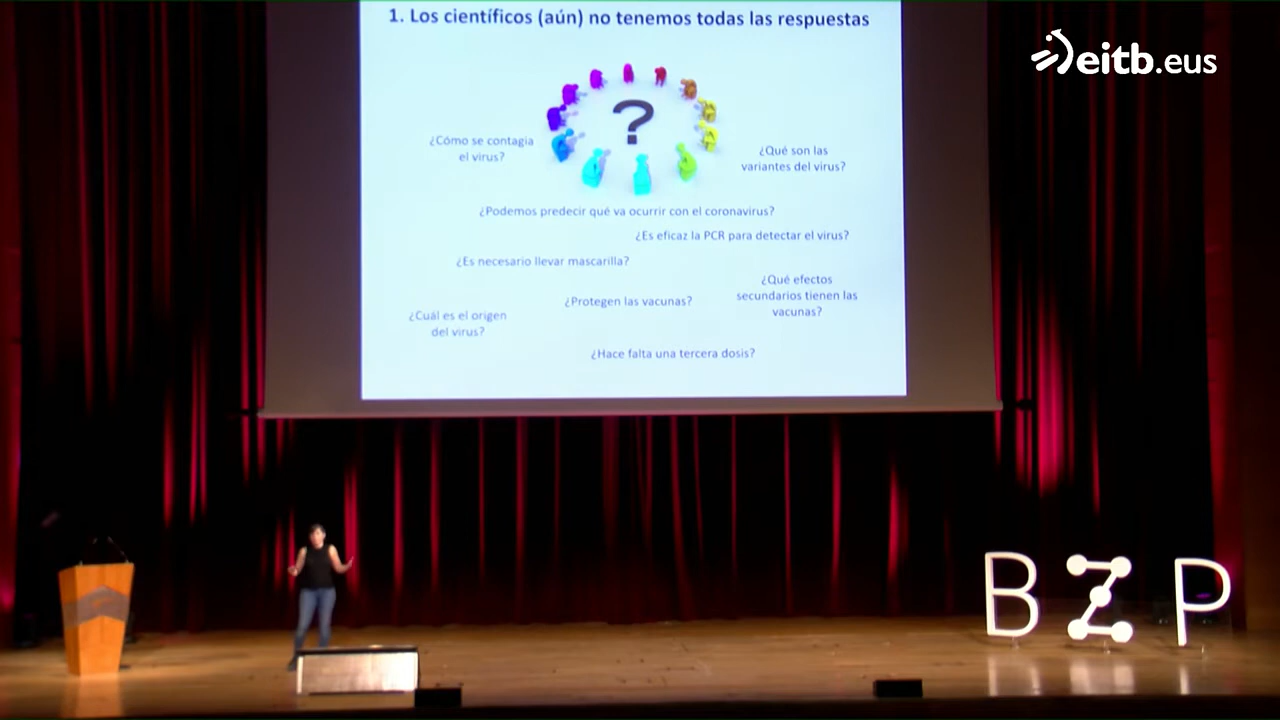 1. Los científicos (aún) no tenemos todas las respuestas
eitb.eus
?
¿Cómo se contagia
el virus?
¿Qué son las
variantes del virus?
¿Podemos predecir qué va ocurrir con el coronavirus?
¿Es eficaz la PCR para detectar el virus?
¿Es necesario llevar mascarilla?
¿Qué efectos
secundarios tienen las
vacunas?
¿Protegen las vacunas?
¿Cuál es el origen
del virus?
¿Hace falta una tercera dosis?
BZP